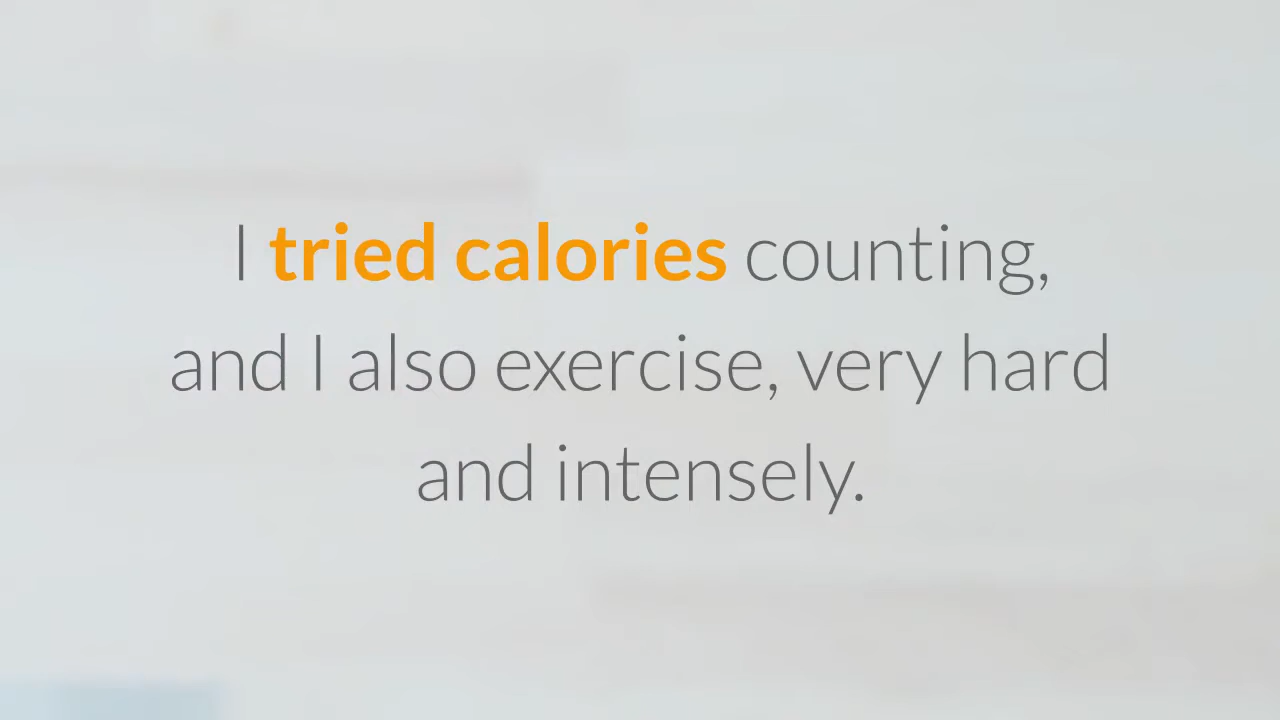 I tried calories counting,
and I also exercise, very hard
and intensely.